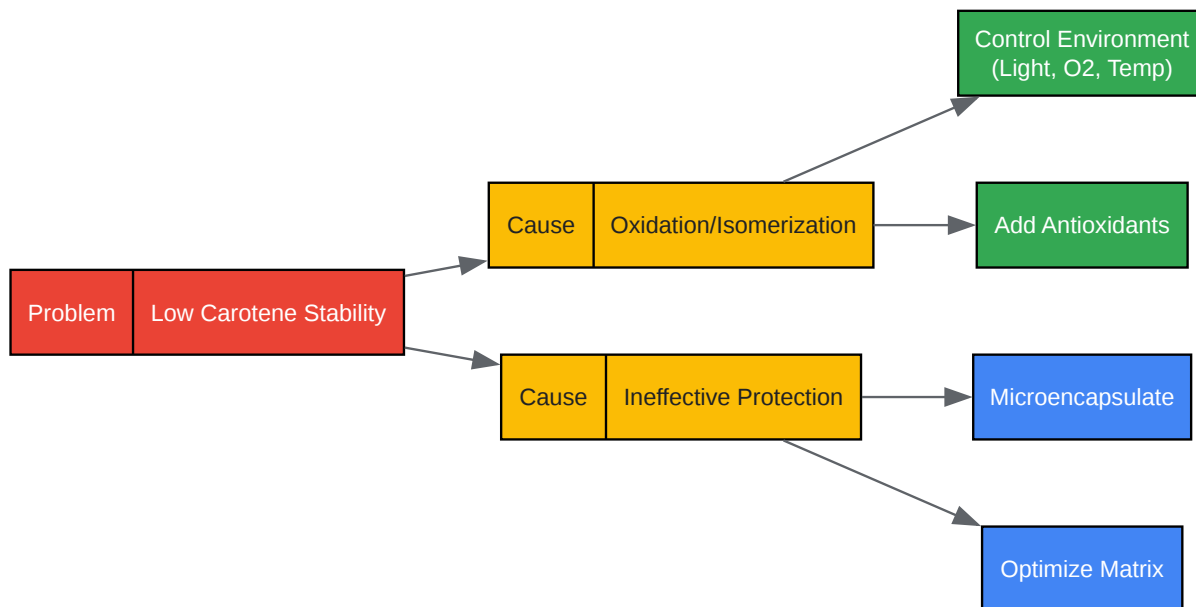 Control Environment
(Light, O2, Temp)
Cause
Oxidation/Isomerization
Add Antioxidants
Problem
Low Carotene Stability
Cause
Ineffective Protection
Microencapsulate
Optimize Matrix